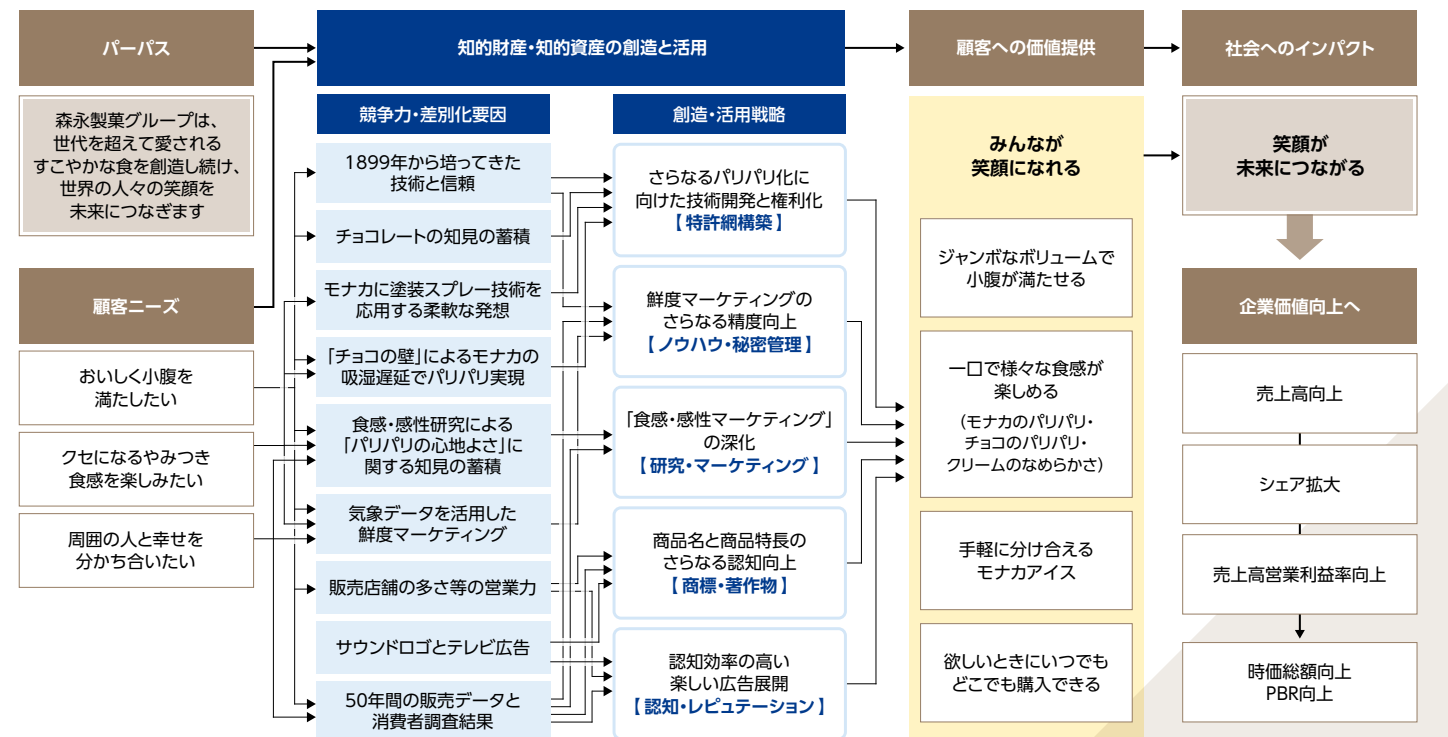 パーパス
森永製菓グループは、
世代を超えて愛される
すこやかな食を創造し続け、
世界の人々の笑顔を
未来につなぎます
顧客ニーズ
おいしく小腹を
満たしたい
クセになるやみつき
食感を楽しみたい
周囲の人と幸せを
分かち合いたい
知的財産・知的資産の創造と活用
競争力・差別化要因
1899年から培ってきた
技術と信頼
チョコレートの知見の蓄積
モナカに塗装スプレー技術を
応用する柔軟な発想
「チョコの壁」によるモナカの
吸湿遅延でパリパリ実現
食感・感性研究による
「パリパリの心地よさ」に
関する知見の蓄積
気象データを活用した
鮮度マーケティング
販売店舗の多さ等の営業力
サウンドロゴとテレビ広告
50年間の販売データと
消費者調査結果
創造・活用戦略
さらなるパリパリ化に
向けた技術開発と権利化
【特許網構築】
鮮度マーケティングの
さらなる精度向上
【ノウハウ・秘密管理】
「食感・感性マーケティング」
の深化
【研究・マーケティング】
商品名と商品特長の
さらなる認知向上
【商標・著作物】
認知効率の高い
楽しい広告展開
【認知・レピュテーション】
顧客への価値提供
みんなが
笑顔になれる
ジャンボなボリュームで
小腹が満たせる
一口で様々な食感が
楽しめる
（モナカのパリパリ・
チョコのパリパリ・
クリームのなめらかさ）
手軽に分け合える
モナカアイス
欲しいときにいつでも
どこでも購入できる
社会へのインパクト
笑顔が
未来につながる
企業価値向上へ
売上高向上
シェア拡大
売上高営業利益率向上
時価総額向上
PBR向上